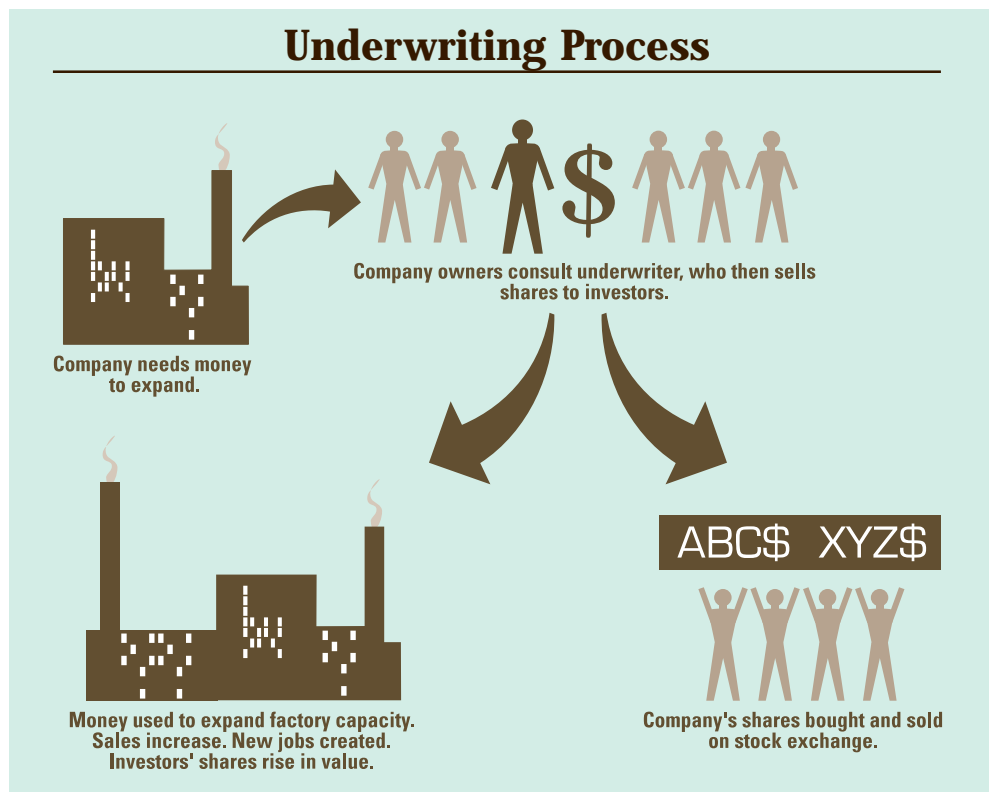 Underwriting Process
Company owners consult underwriter, who then sells
shares to investors.
Company needs money
to expand.
ABC$ XYZ$
Money used to expand factory capacity.
Sales increase. New jobs created.
Investors' shares rise in value.
Company's shares bought and sold
on stock exchange.